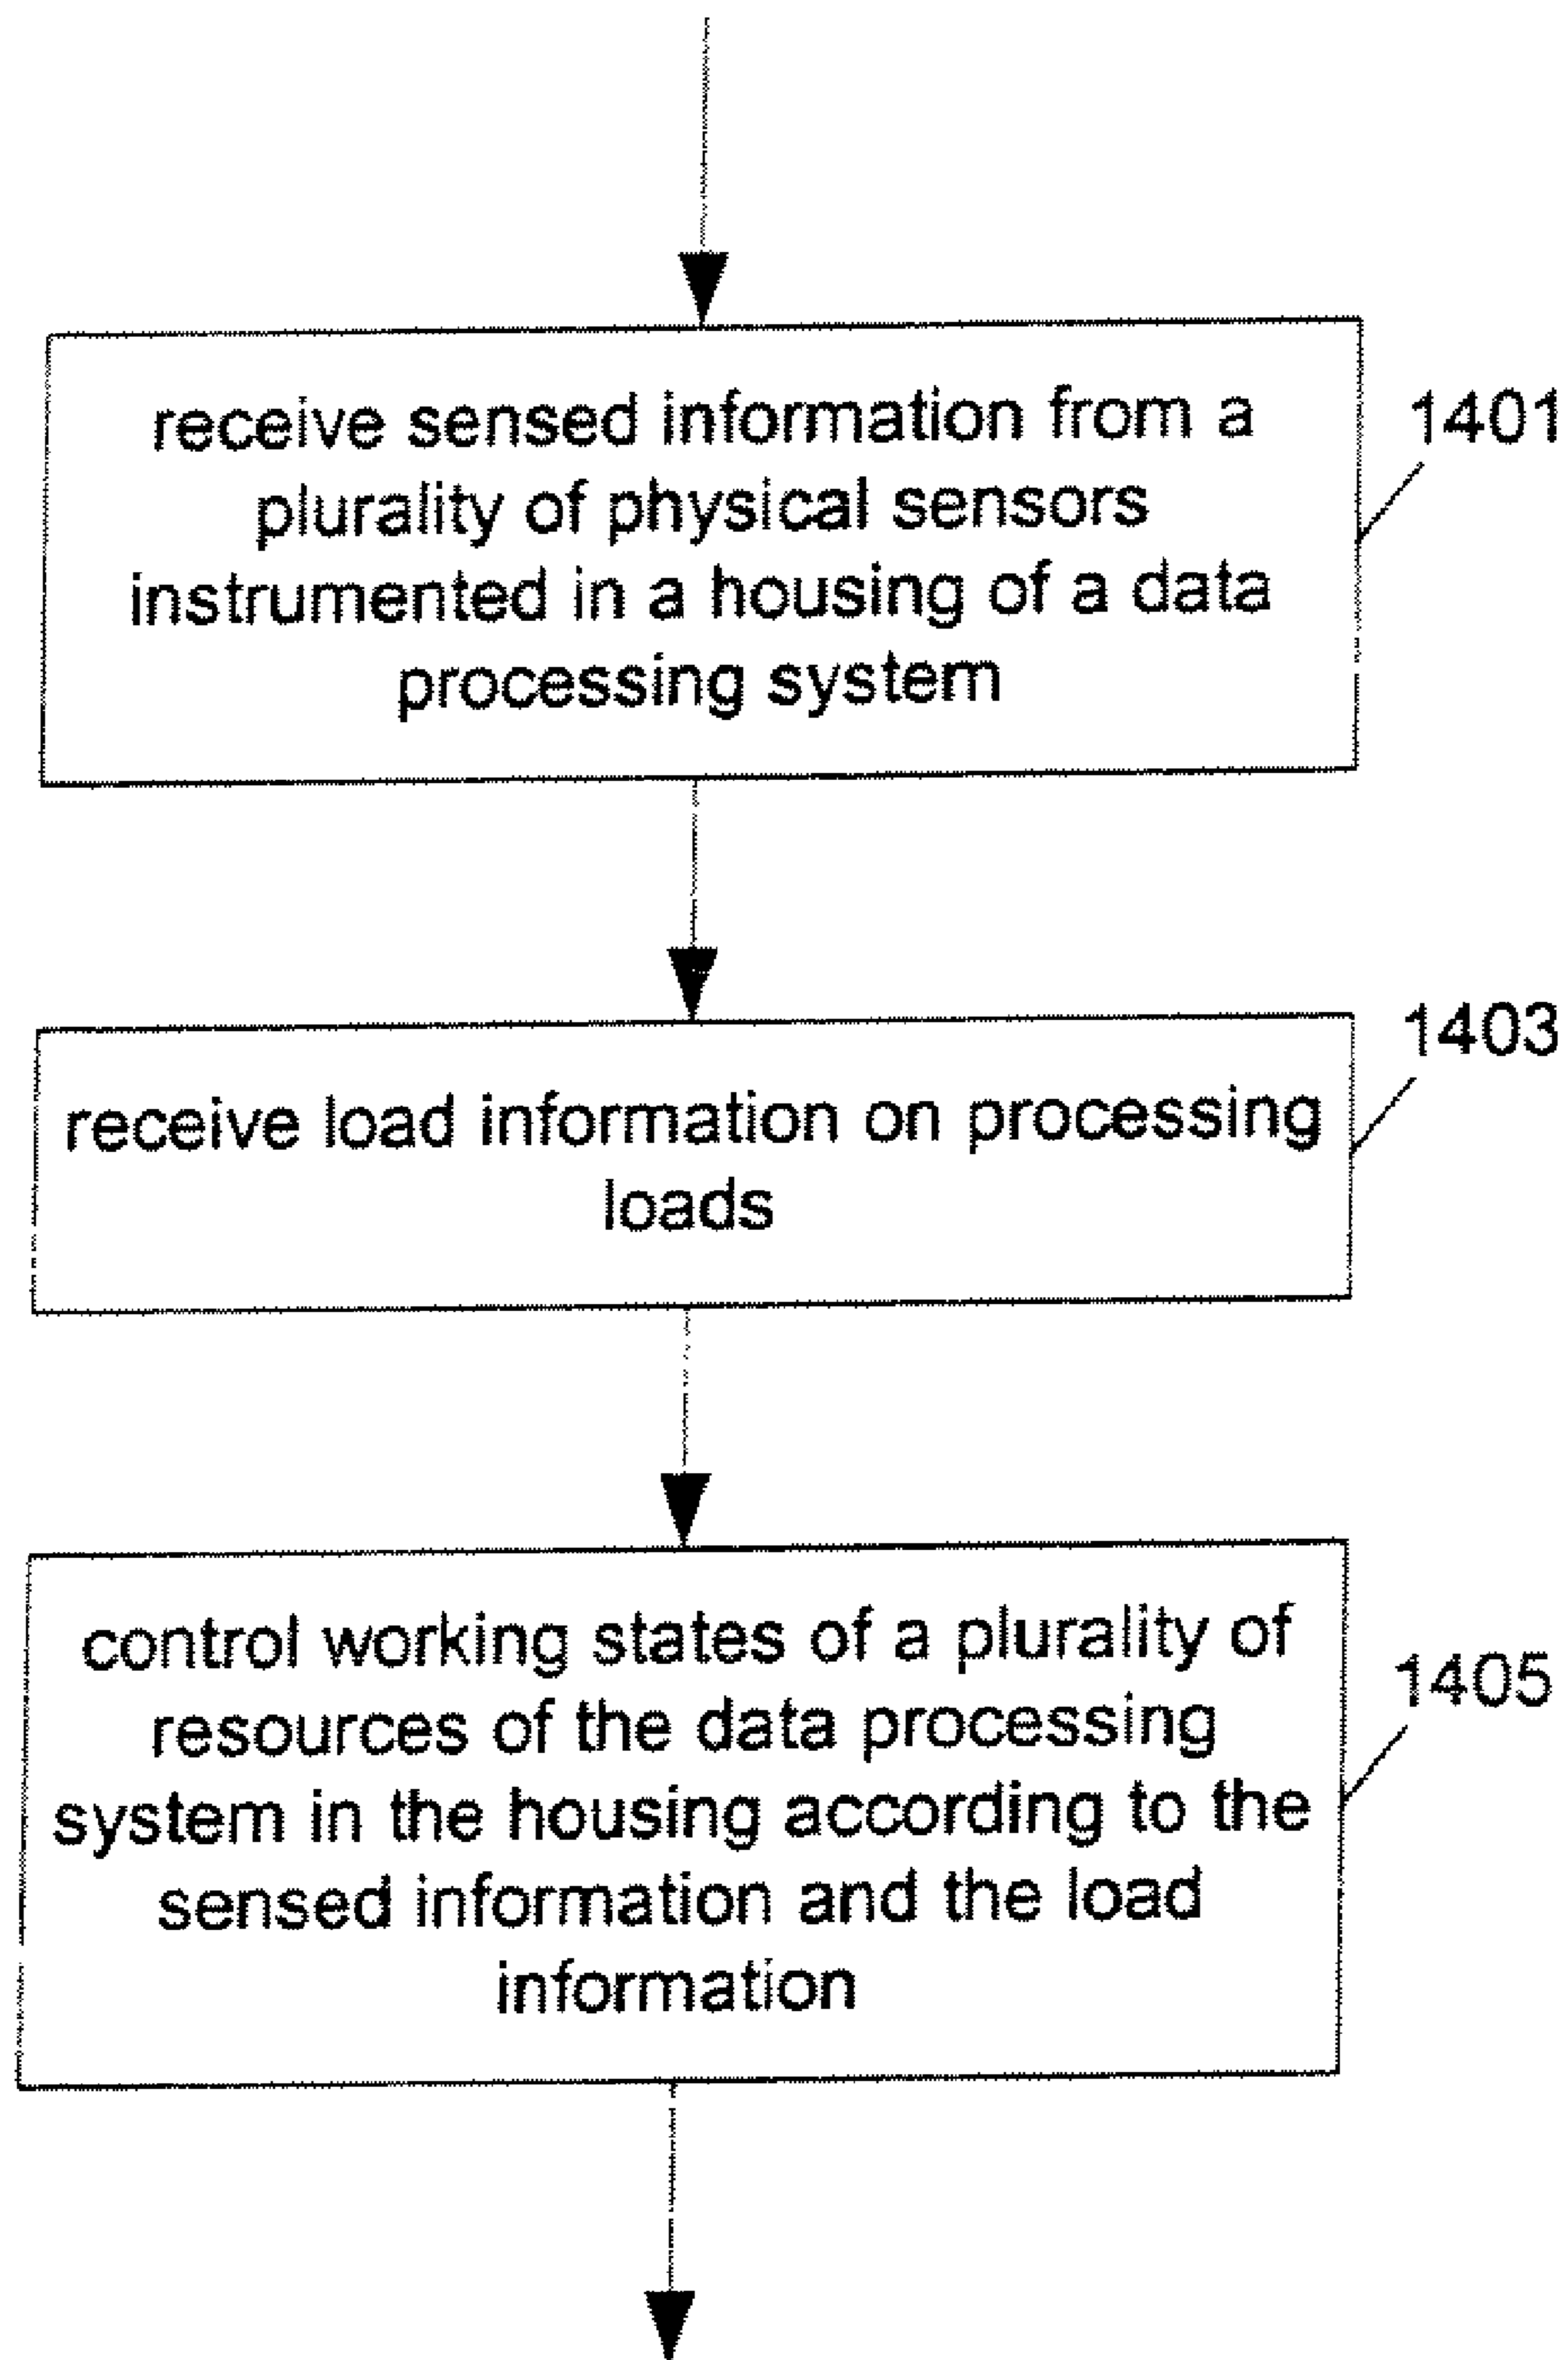 receive sensed information from a
plurality of physical sensors
instrumented in a housing of a data
processing system
1401
receive load information on processing
loads
1403
control working states of a plurality of
resources of the data processing
system in the housing according to the
sensed information and the load
information
1405